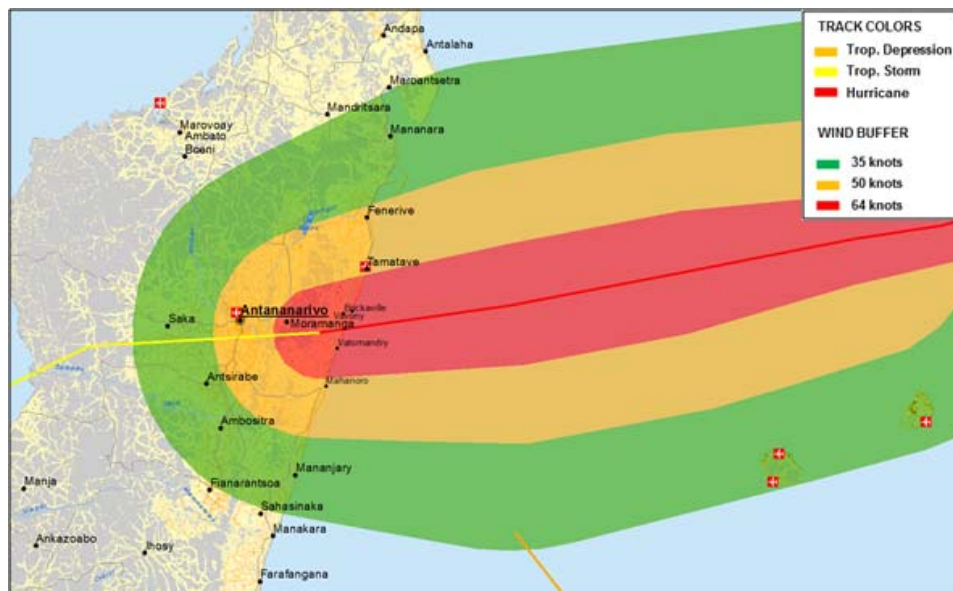 Andapa
Antalaha
Maroantsetra
Mandritsara
Marovoay
Ambato
Boeni
Mananara
Fenerive
Tamatave
Antananarivo
Brickaville
Vavony
Moramanga
Saka
Vatomandry
Antsirabe
Mahanoro
Ambositra
Mananjary
Manja
Fianarantsoa
Sahasinaka
Manakara
Ankazoabo
Ihosy
Farafangana
TRACK COLORS
Trop. Depression
Trop. Storm
Hurricane
WIND BUFFER
35 knots
50 knots
64 knots